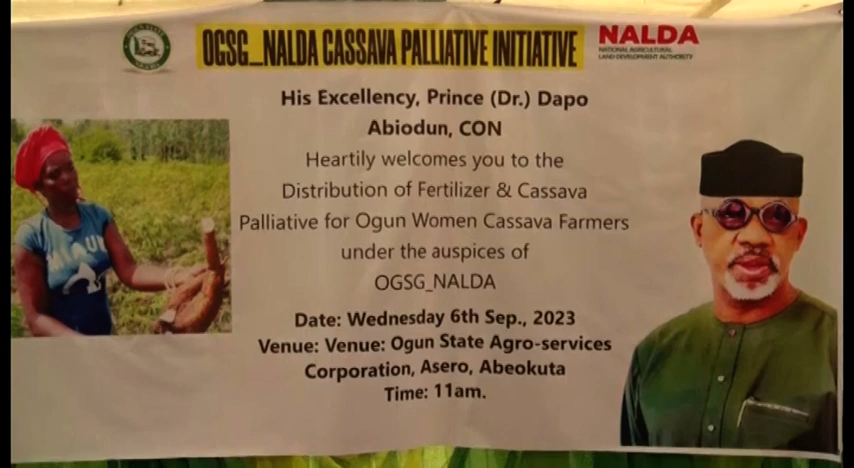 OGSG_NALDA CASSAVA PALLIATIVE INITIATIVE
NALDA
NATIONAL AGRICULTURAL
LAND DEVELOPMENT AUTHORITY
His Excellency, Prince (Dr.) Dapo
Abiodun, CON
Heartily welcomes you to the
Distribution of Fertilizer & Cassava
Palliative for Ogun Women Cassava Farmers
under the auspices of
OGSG_NALDA
Date: Wednesday 6th Sep., 2023
Venue: Venue: Ogun State Agro-services
Corporation, Asero, Abeokuta
Time: 11am.